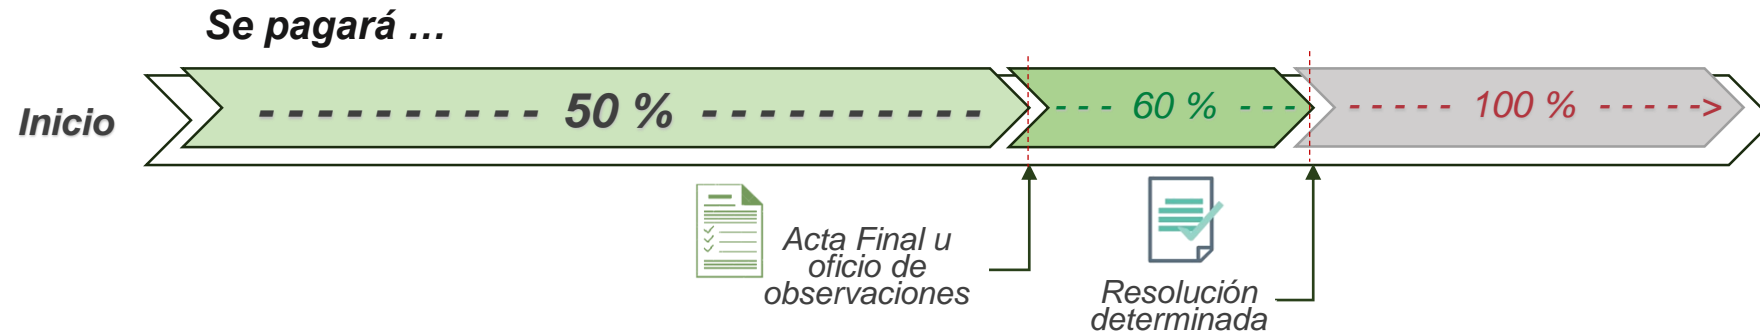 Se pagará ...
Inicio
- - - - - - - - - - 50 % - - - - - - - - - -
- - - 60 % - - -
- - - - - 100 % - - - - ->
Acta Final u
oficio de
observaciones
Resolución
determinada